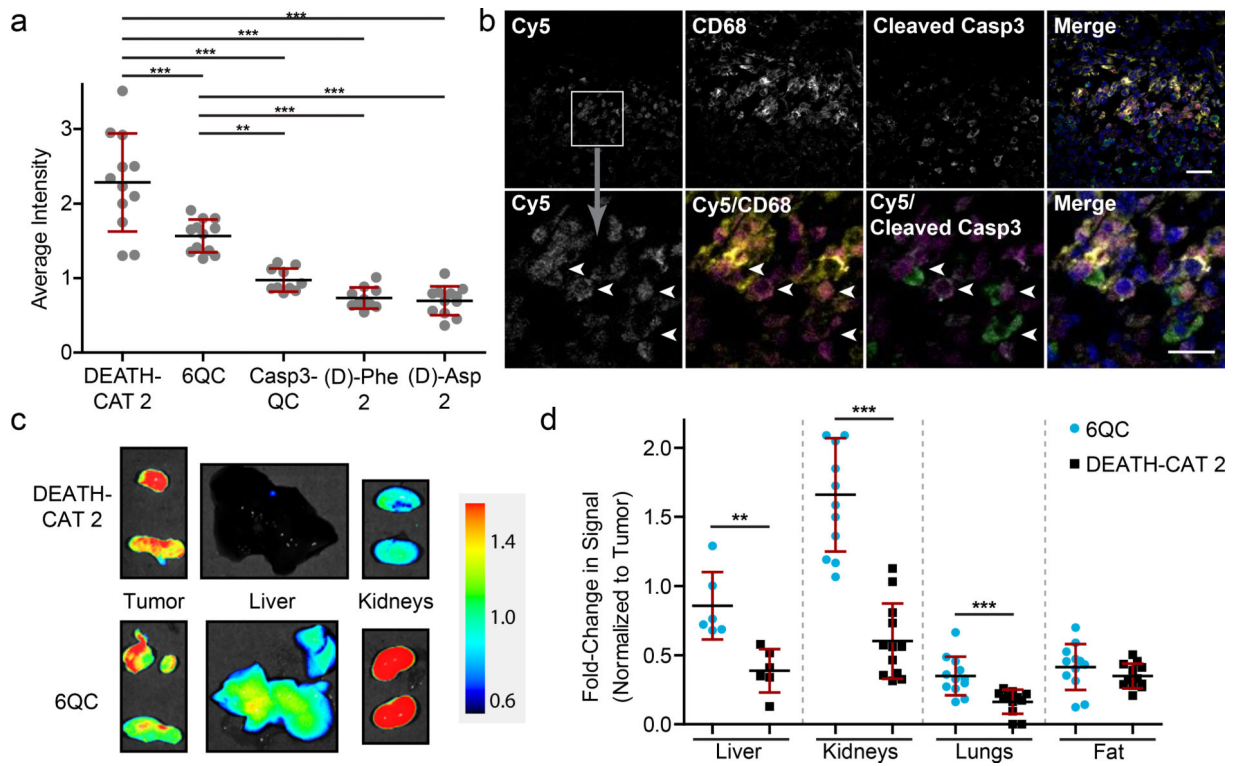 a
***
***
***
***
***
***
**
Average Intensity
3
2
1
0
DEATH-
CAT 2
6QC
Casp3-
QC
(D)-Phe
2
(D)-Asp
2
b
Cy5
CD68
Cleaved Casp3
Merge
Cy5
Cy5/CD68
Cy5/
Cleaved Casp3
Merge
c
DEATH-
CAT 2
Tumor
Liver
Kidneys
6QC
1.4
1.0
0.6
d
Fold-Change in Signal
(Normalized to Tumor)
2.0
1.5
1.0
0.5
0.0
**
***
***
6QC
DEATH-CAT 2
Liver
Kidneys
Lungs
Fat